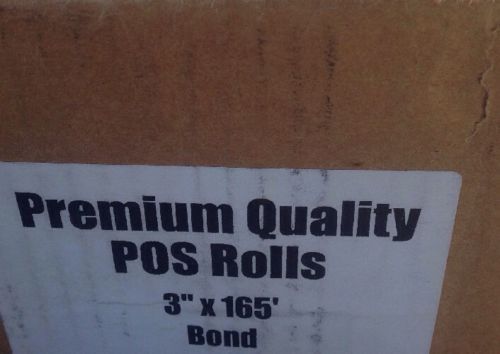 Premium Quality
POS Rolls
3" x 165'
Bond